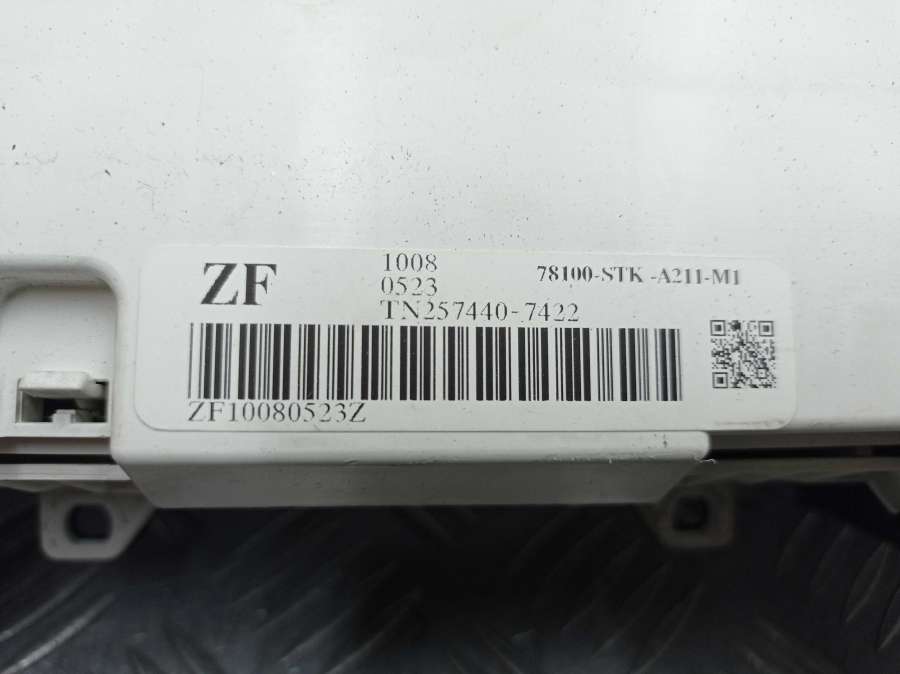 ZF
1008
0523
TN257440-7422
78100-STK -A211-M1
ZF10080523Z